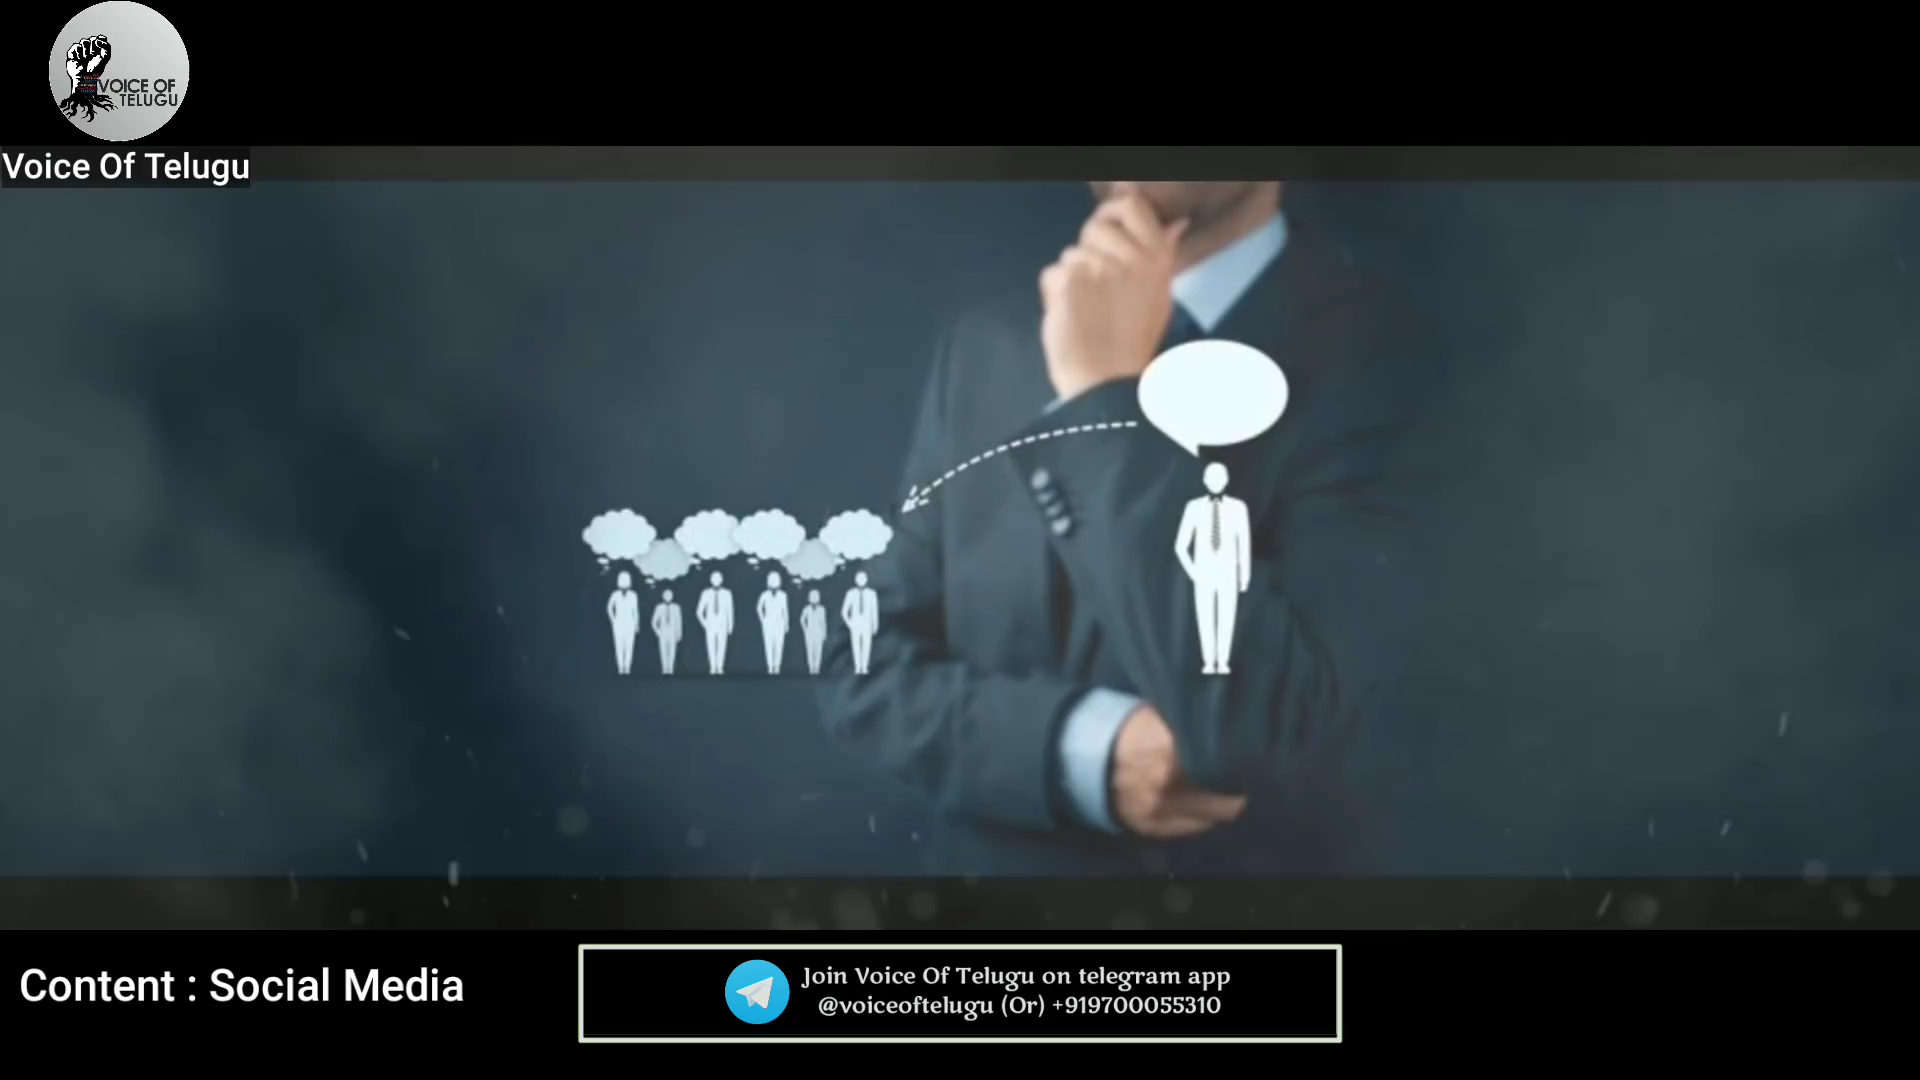 VOICE OF
TELUGU
Voice Of Telugu
Content : Social Media
Join Voice Of Telugu on telegram app
@voiceoftelugu (Or) +919700055310